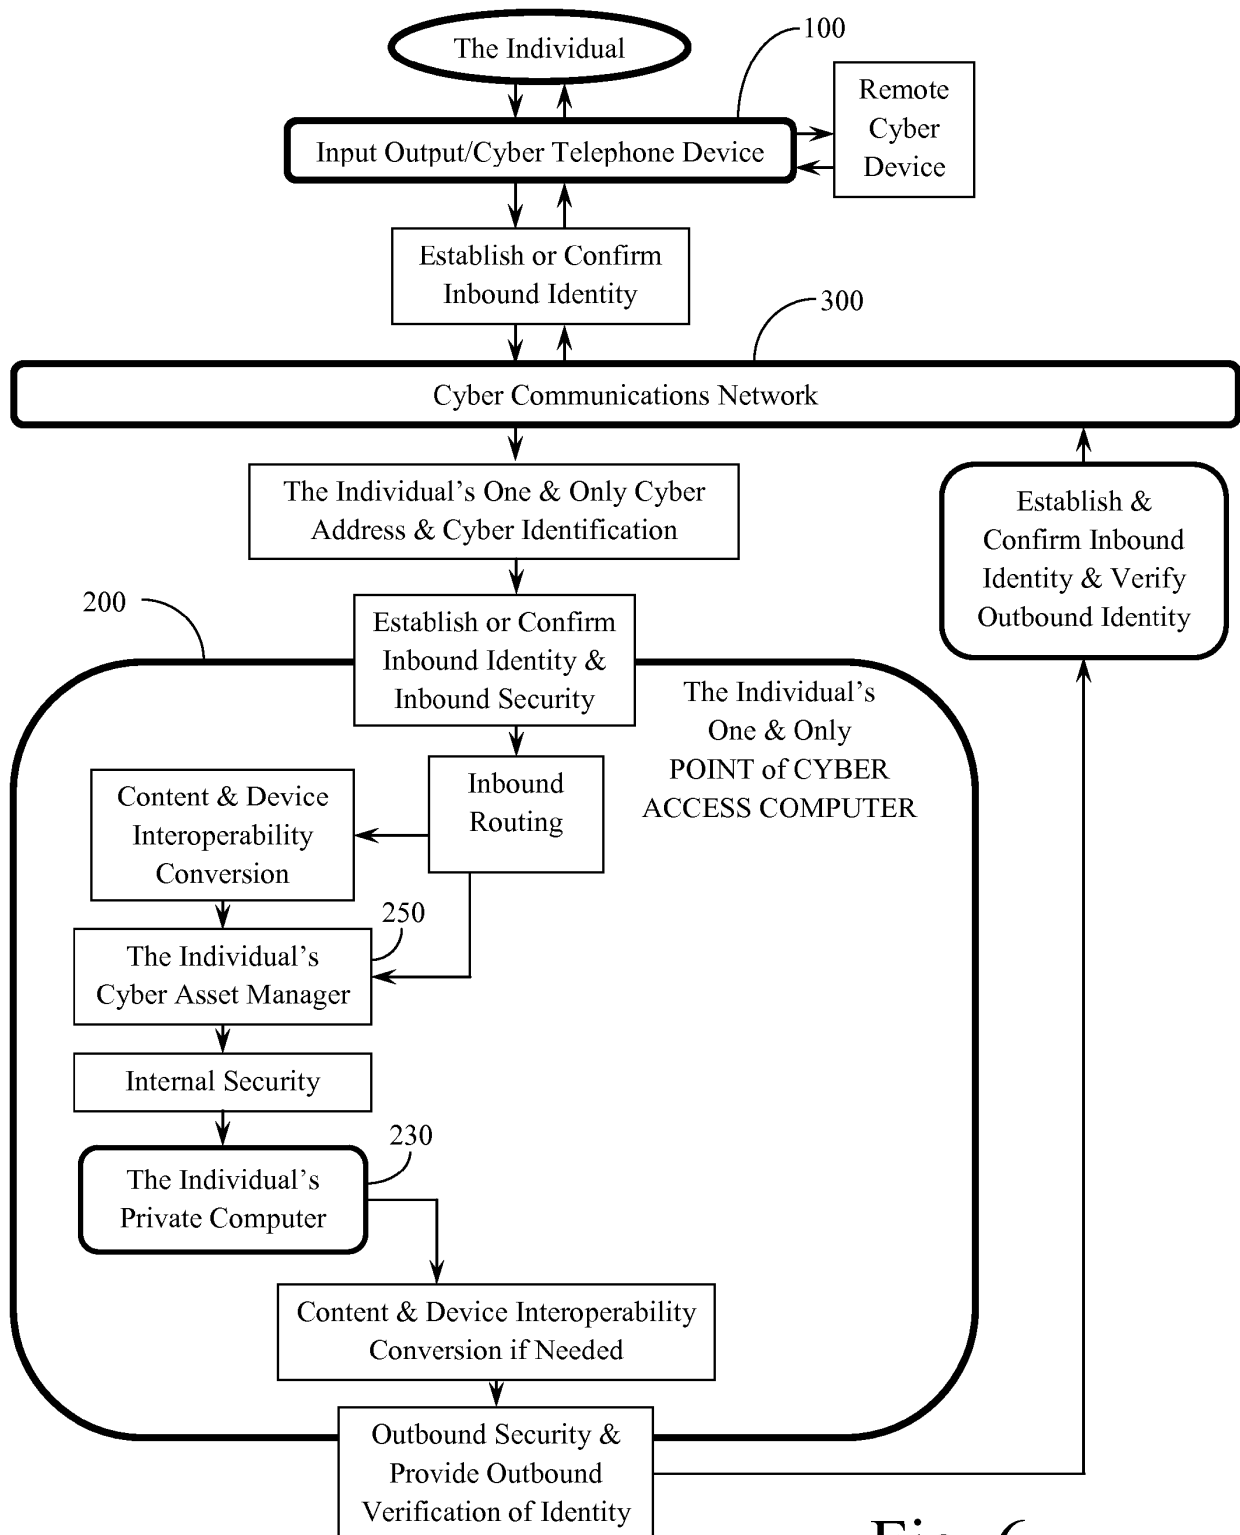 The Individual
100
Remote
Cyber
Device
Input Output/Cyber Telephone Device
Establish or Confirm
Inbound Identity
300
Cyber Communications Network
The Individual's One & Only Cyber
Address & Cyber Identification
Establish &
Confirm Inbound
Identity & Verify
Outbound Identity
200
Establish or Confirm
Inbound Identity &
Inbound Security
The Individual's
One & Only
POINT of CYBER
ACCESS COMPUTER
Inbound
Routing
Content & Device
Interoperability
Conversion
250
The Individual's
Cyber Asset Manager
Internal Security
230
The Individual's
Private Computer
Content & Device Interoperability
Conversion if Needed
Outbound Security &
Provide Outbound
Verification of Identity
Fig. 6